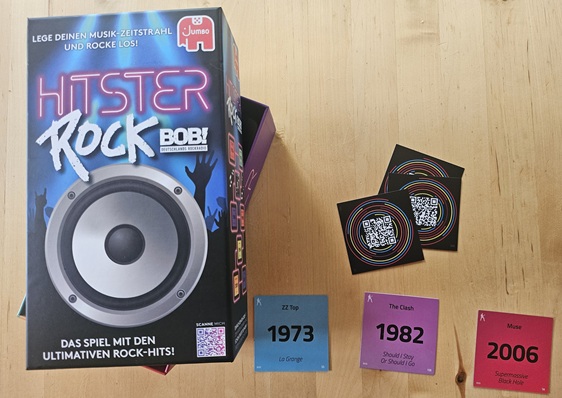 LEGE DEINEN MUSIK-ZEITSTRAHL
UND ROCKE LOS!
Jumbo
HITSTER
ROCK
BOB!
DEUTSCHLANDS ROCKRADIO
SCANNE MICH
DAS SPIEL MIT DEN
ULTIMATIVEN ROCK-HITS!
ZZ Top
1973
La Grange
The Clash
1982
Should I Stay
Or Should I Go
Muse
2006
Supermassive
Black Hole